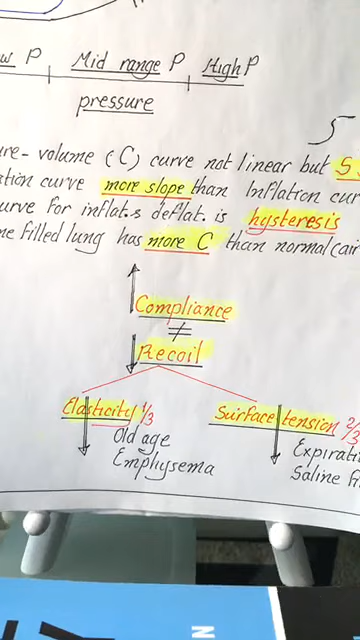 P Mid range P High P
pressure
ure-volume (C) curve not linear but S
ation curve more slope than Inflation cur
urve for inflat. & deflat. is hysteresis
ne filled lung has more C than normal (air
Compliance
≠
Recoil
Elasticity 1/3 Surface tension 2/3
Old age Expirati
Emphysema Saline fi
N